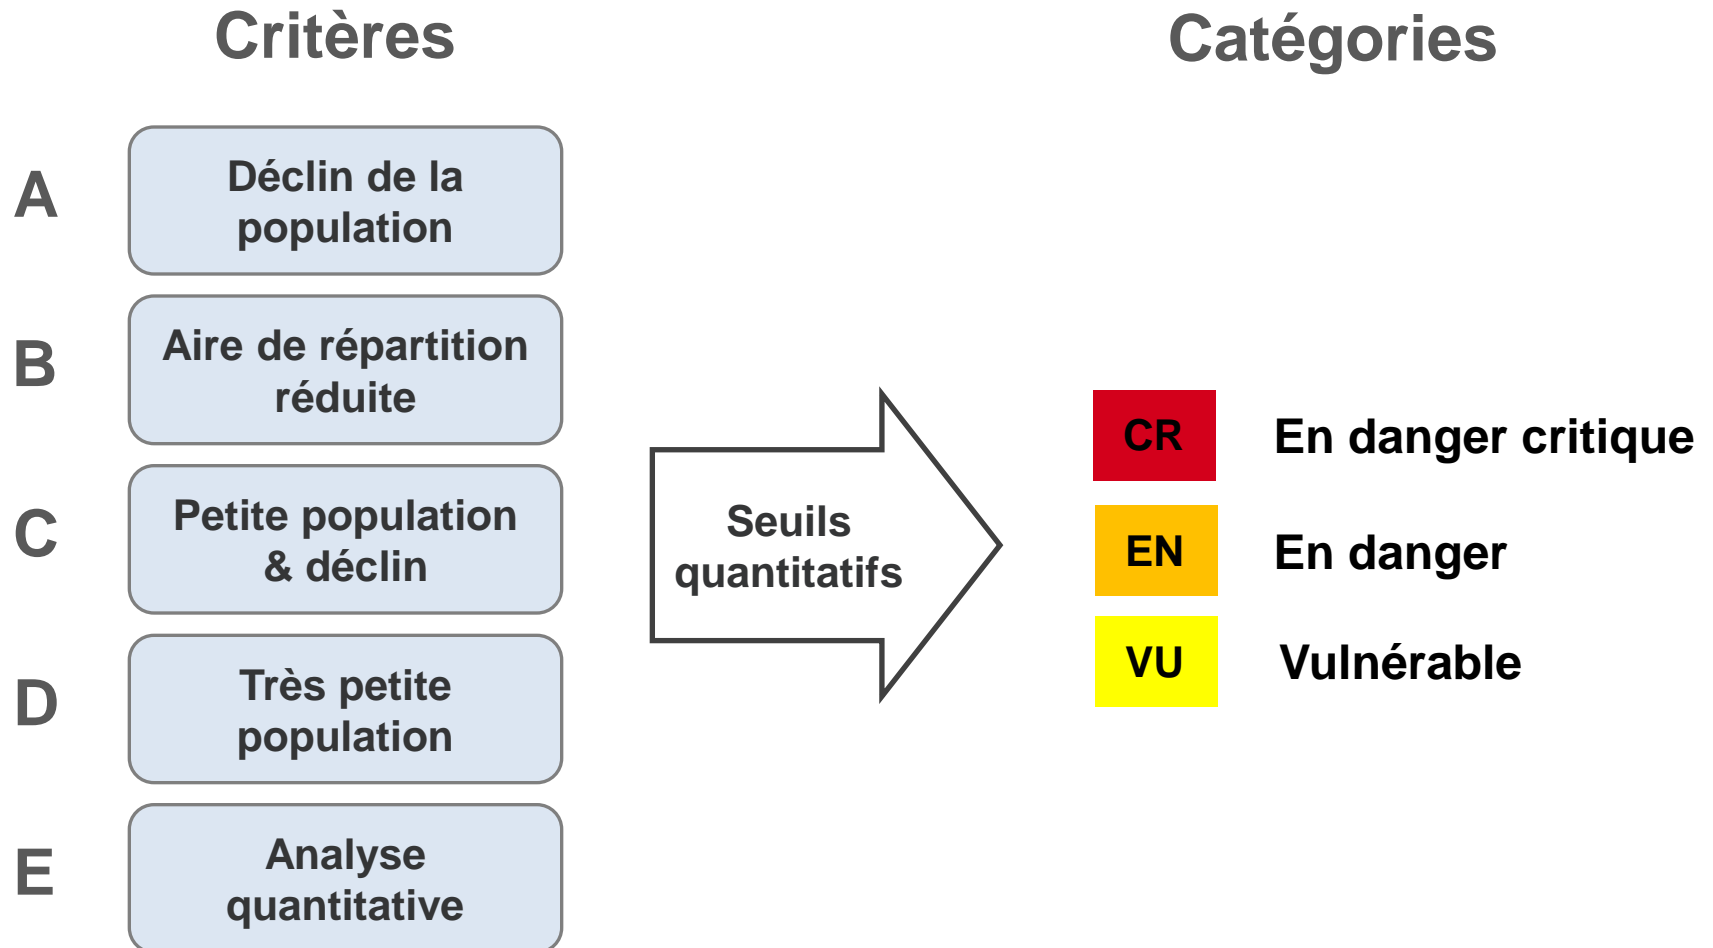 Critères
Catégories
A
Déclin de la
population
B
Aire de répartition
réduite
C
Petite population
& déclin
D
Très petite
population
E
Analyse
quantitative
Seuils
quantitatifs
CR En danger critique
EN En danger
VU Vulnérable